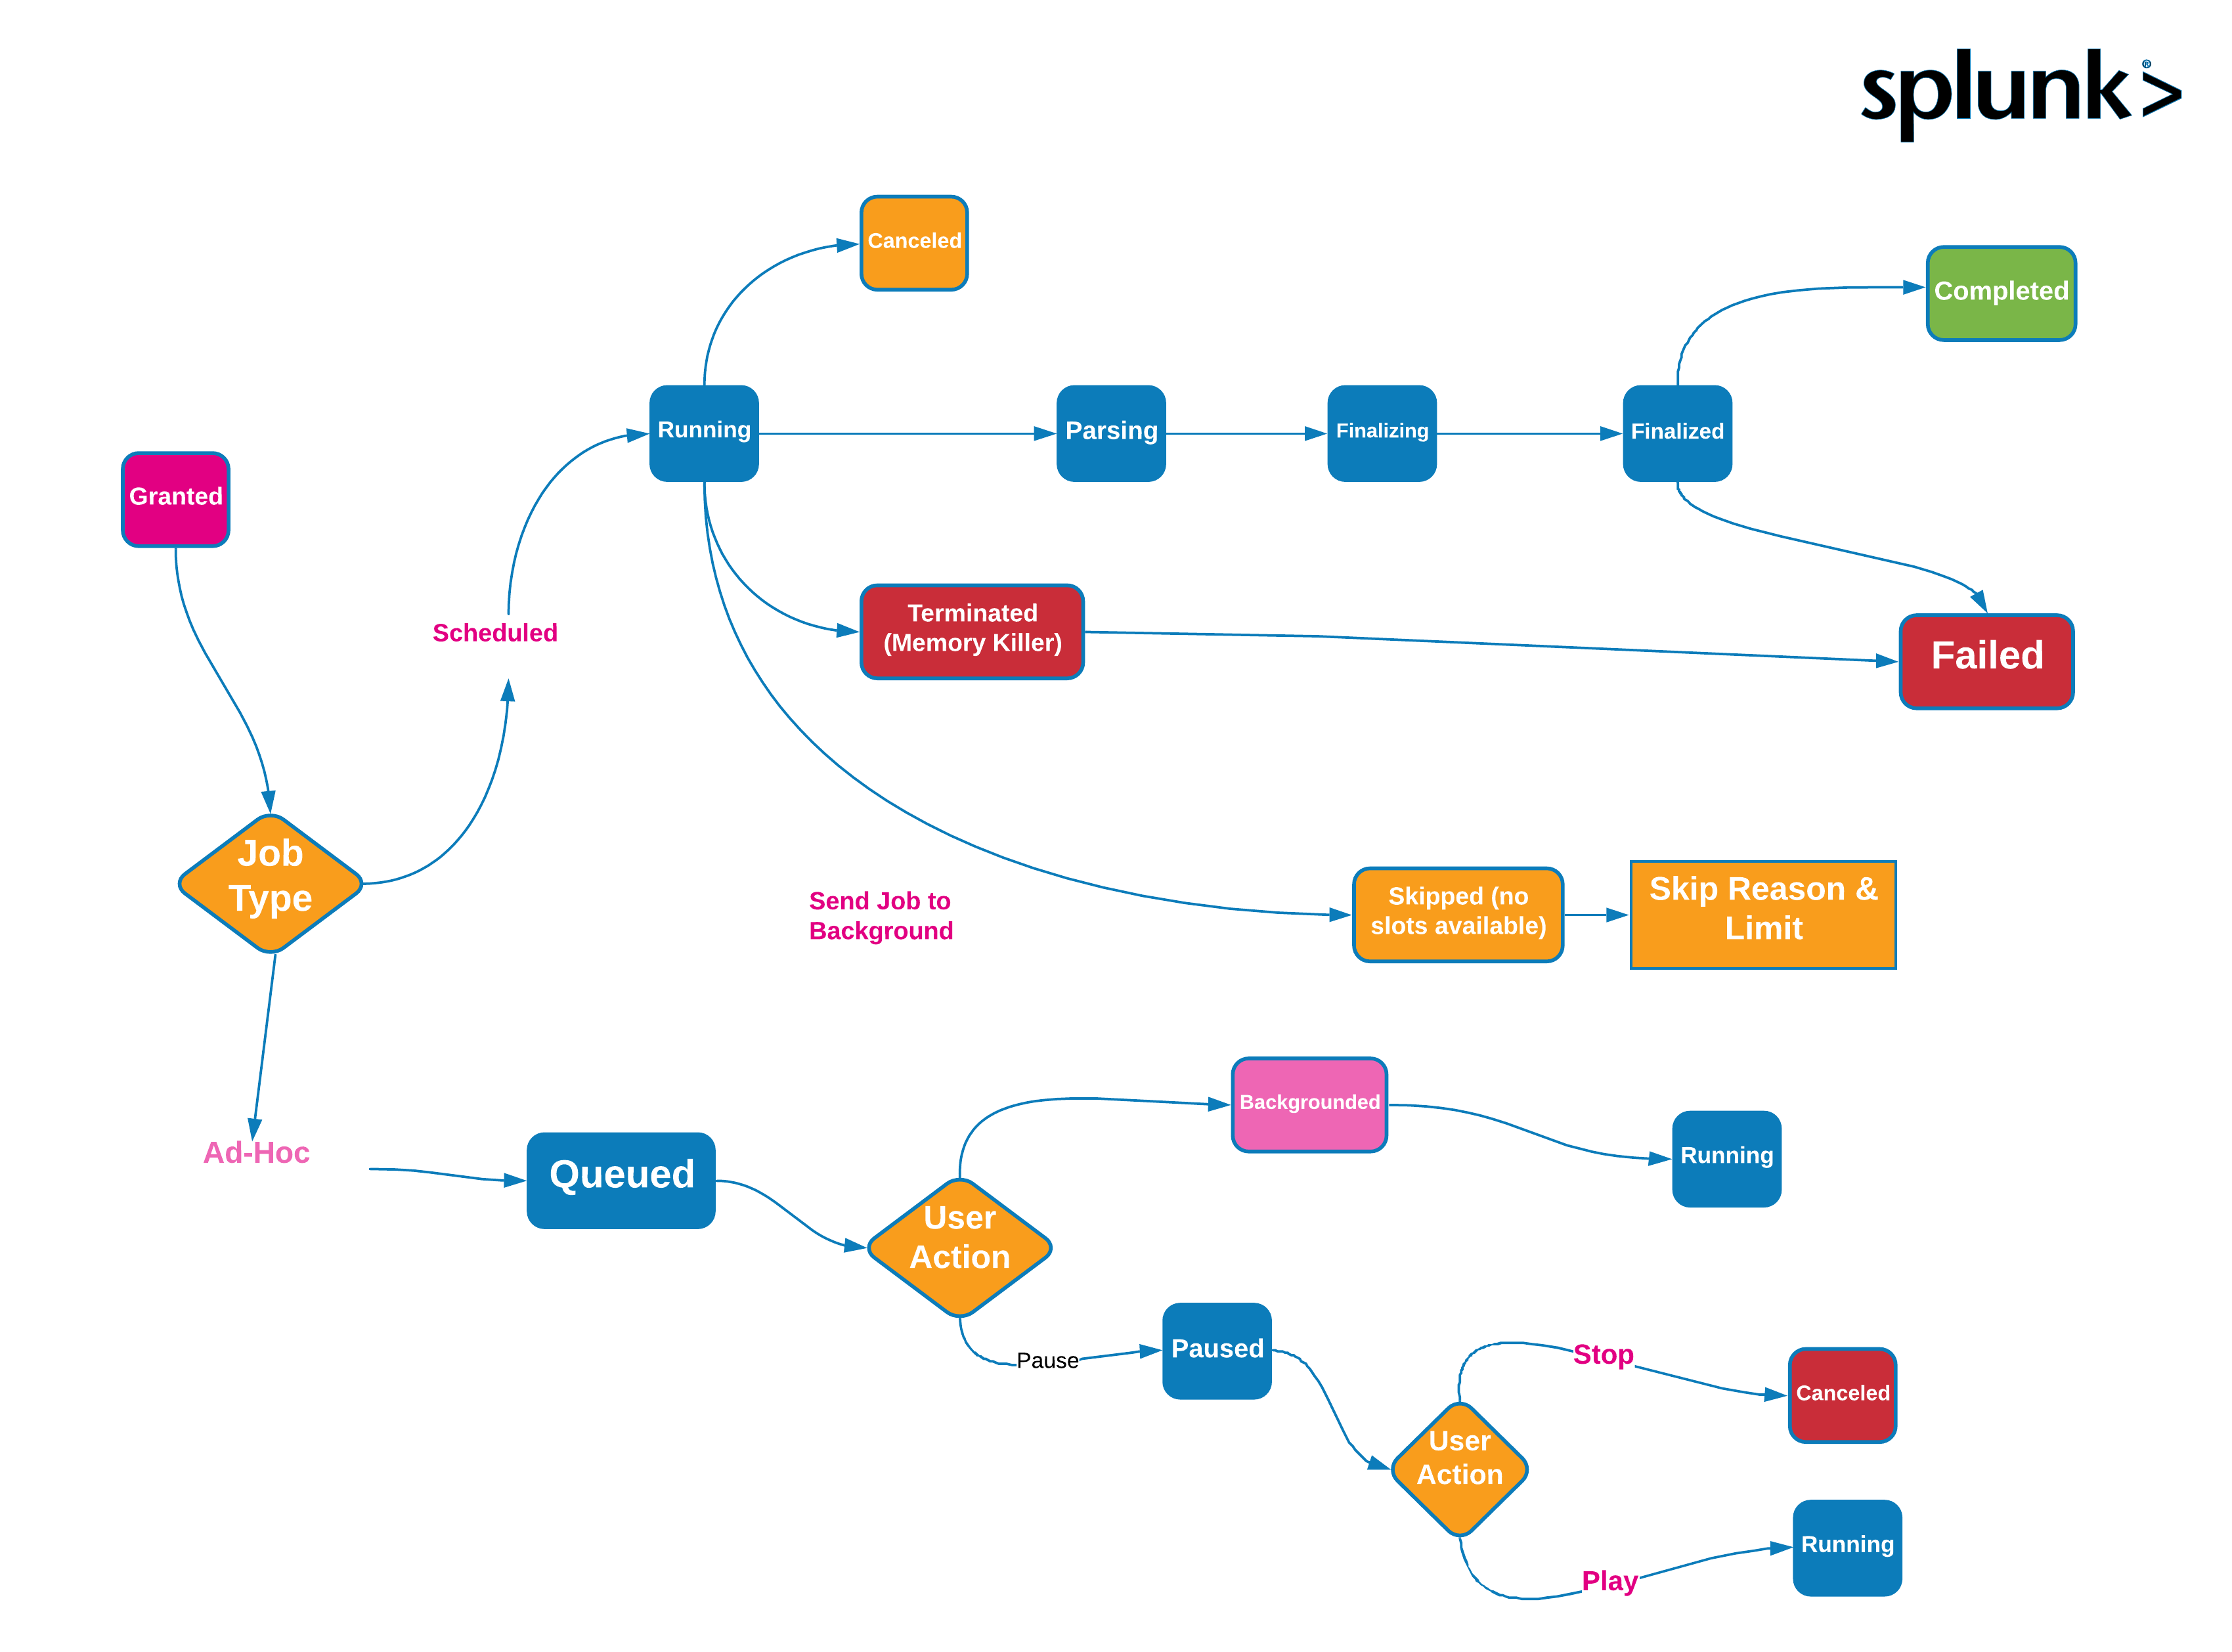 splunk>®
Canceled
Completed
Running
Parsing
Finalizing
Finalized
Granted
Scheduled
Terminated
(Memory Killer)
Failed
Job
Type
Send Job to
Background
Skipped (no
slots available)
Skip Reason &
Limit
Backgrounded
Running
Ad-Hoc
Queued
User
Action
Pause
Paused
Stop
Canceled
User
Action
Play
Running